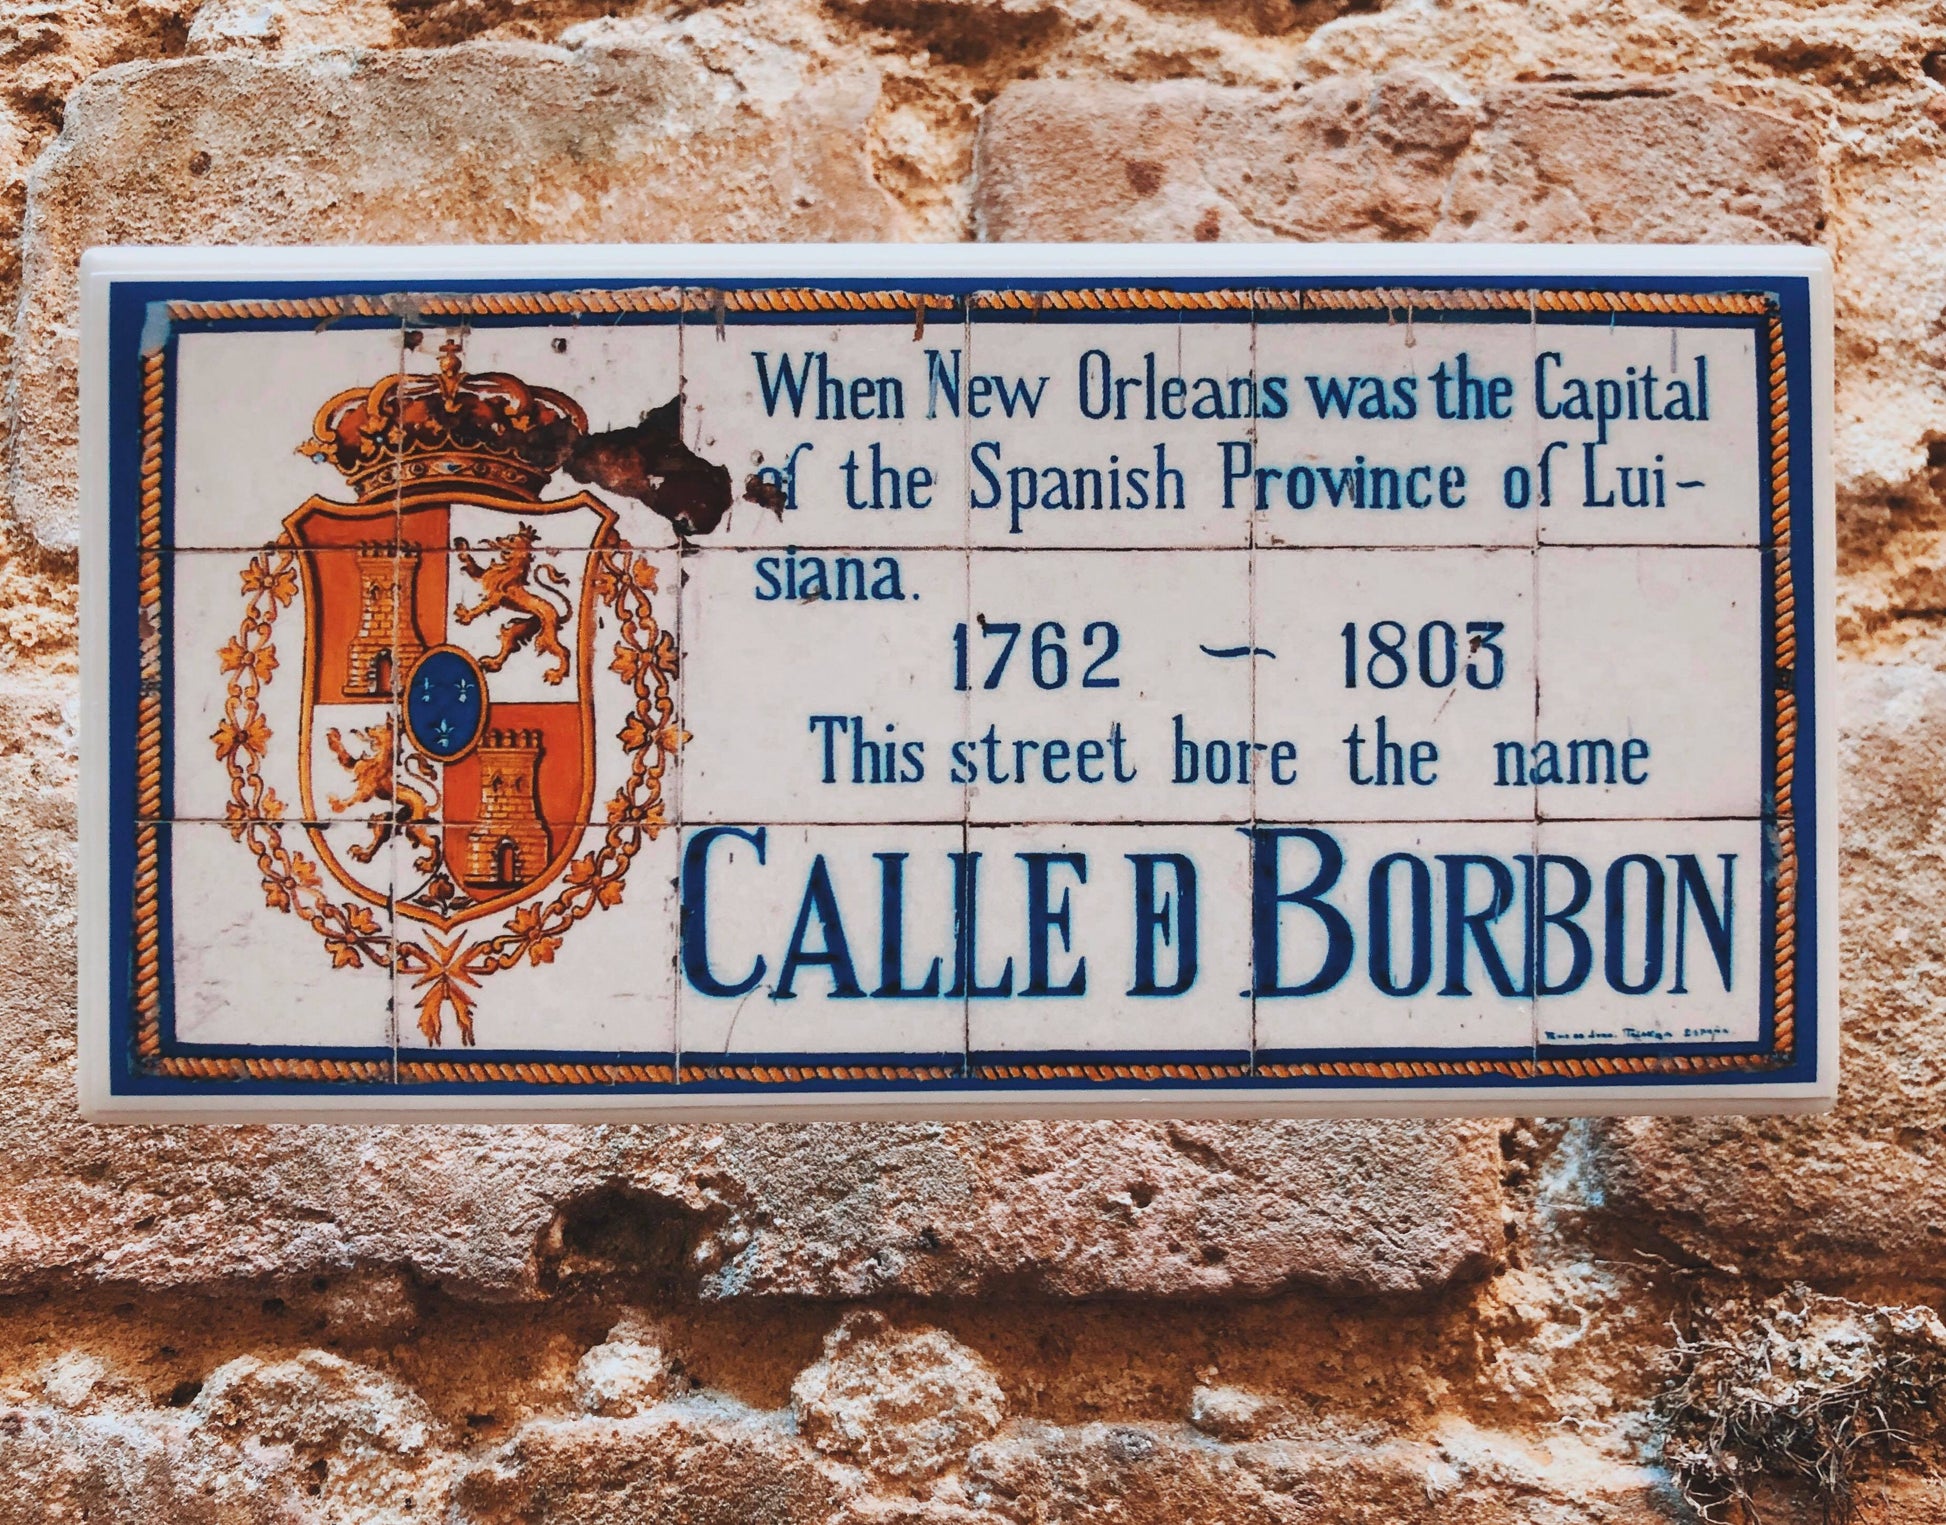 When New Orleans was the Capital
of the Spanish Province of Lui~
siana.
1762 ~ 1803
This street bore the name
CALLE D BORBON